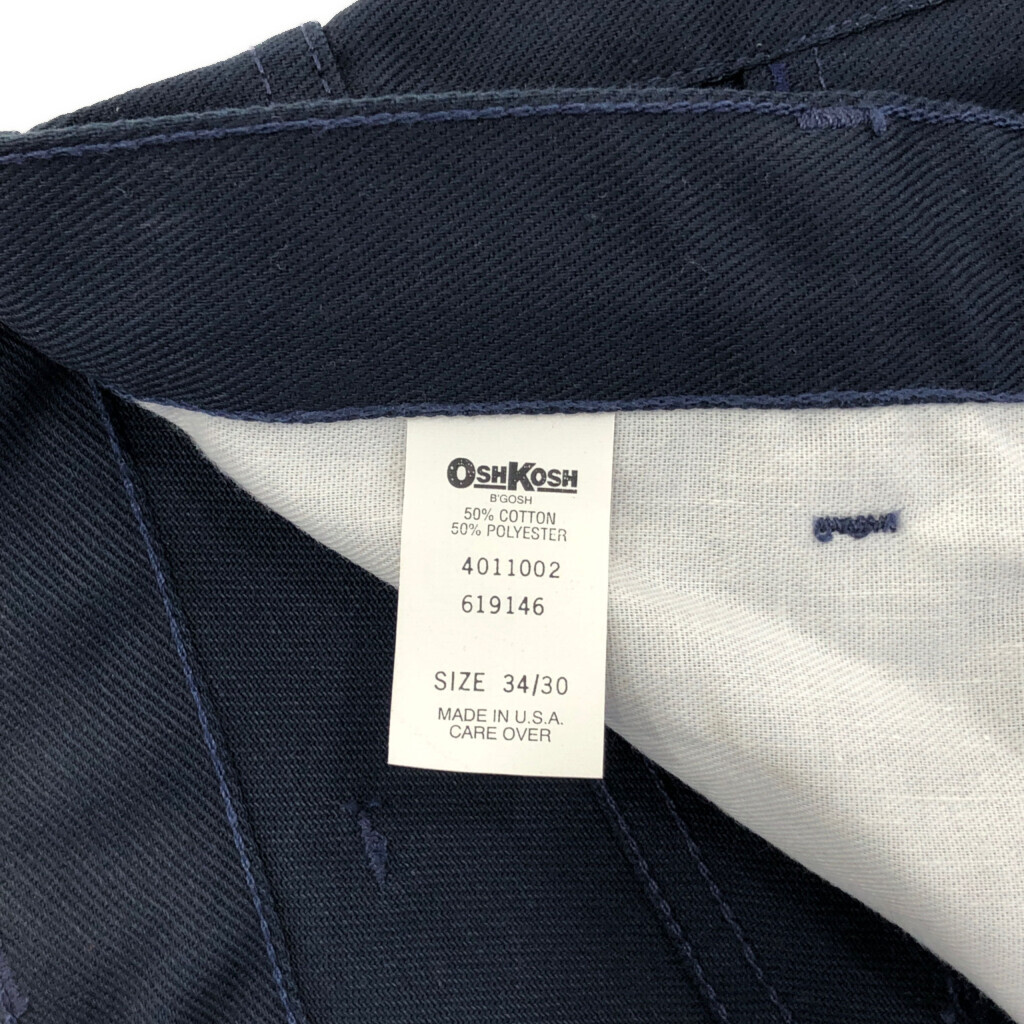 OSHKOSH
B'GOSH
50% COTTON
50% POLYESTER
4011002
619146
SIZE 34/30
MADE IN U.S.A.
CARE OVER